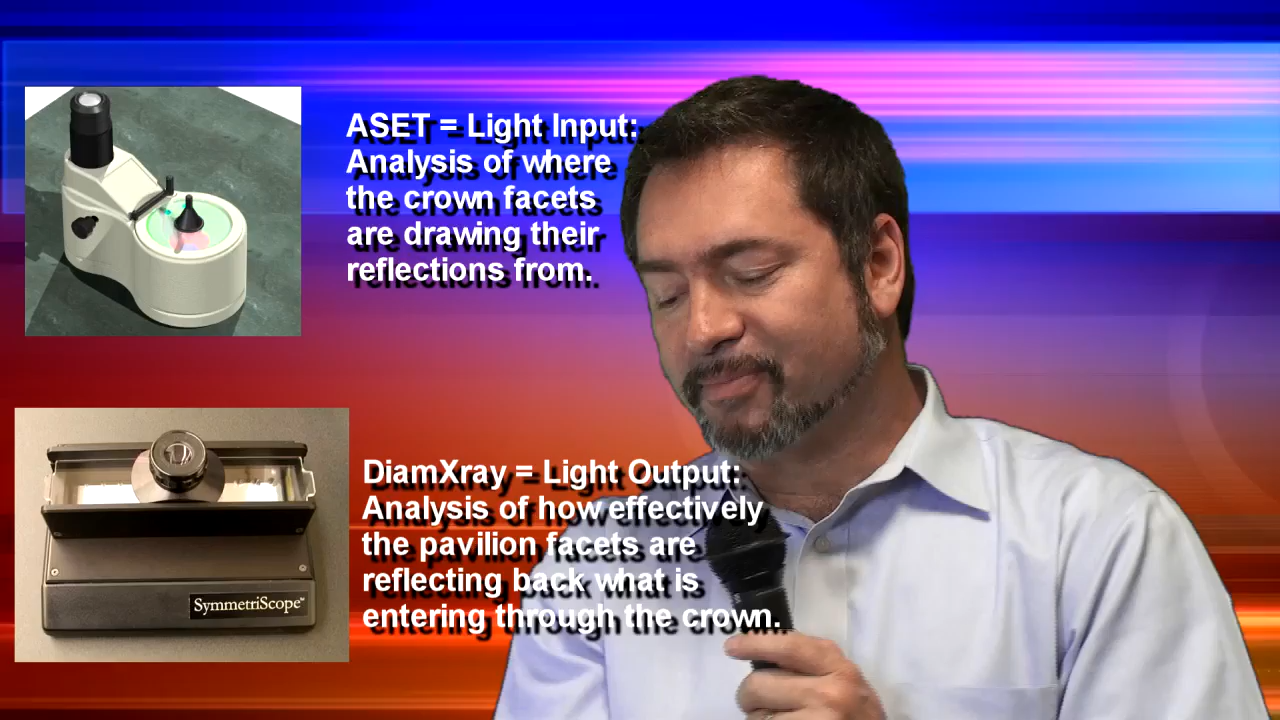 ASET = Light Input:
Analysis of where
the crown facets
are drawing their
reflections from.
DiamXray = Light Output:
Analysis of how effectively
the pavilion facets are
reflecting back what is
entering through the crown.
SymmetriScope™